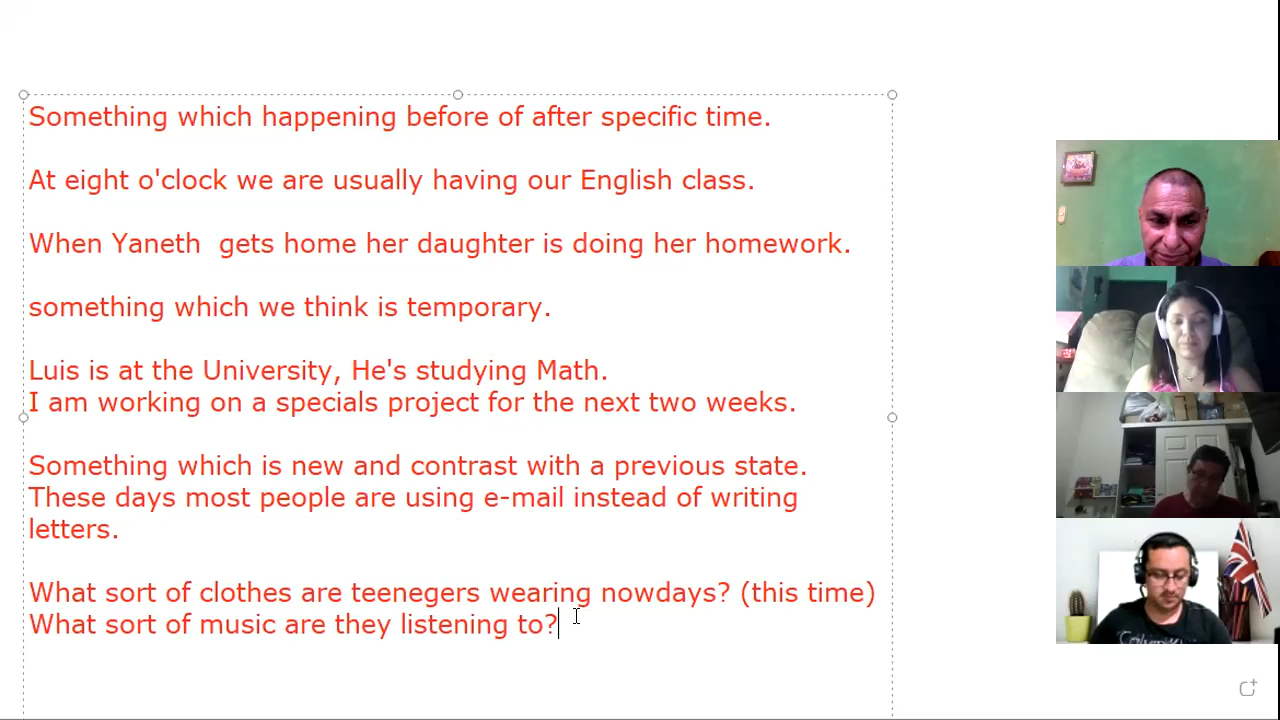 Something which happening before of after specific time.
At eight o'clock we are usually having our English class.
When Yaneth  gets home her daughter is doing her homework.
something which we think is temporary.
Luis is at the University, He's studying Math.
I am working on a specials project for the next two weeks.
Something which is new and contrast with a previous state.
These days most people are using e-mail instead of writing
letters.
What sort of clothes are teenegers wearing nowdays? (this time)
What sort of music are they listening to?